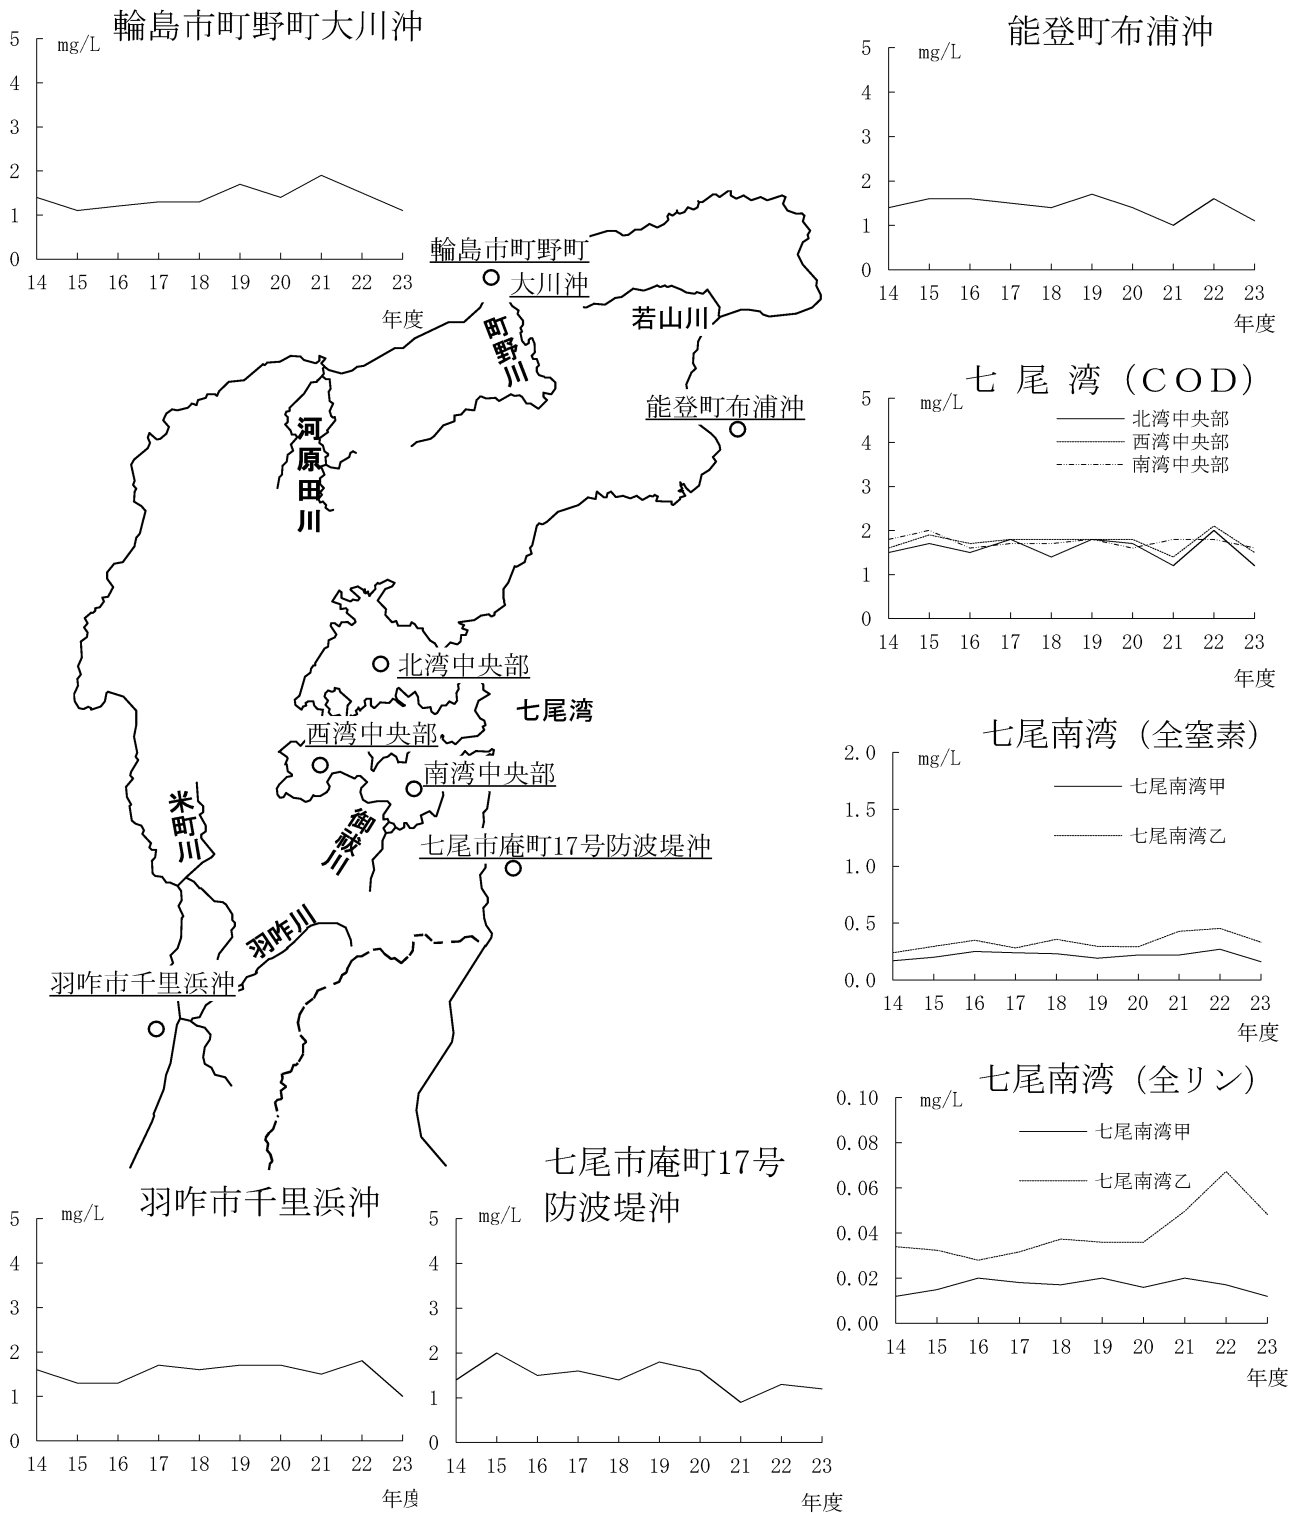 輪島市町野町大川沖
mg/L
5
4
3
2
1
0
14 15 16 17 18 19 20 21 22 23
年度
能登町布浦沖
mg/L
5
4
3
2
1
0
14 15 16 17 18 19 20 21 22 23
年度
輪島市町野町
大川沖
町野川
若山川
能登町布浦沖
河原田川
北湾中央部
七尾湾
西湾中央部
南湾中央部
米町川
御祓川
七尾市庵町17号防波堤沖
羽咋川
羽咋市千里浜沖
七 尾 湾（ＣＯＤ）
mg/L
北湾中央部
西湾中央部
南湾中央部
5
4
3
2
1
0
14 15 16 17 18 19 20 21 22 23
年度
七尾南湾（全窒素）
mg/L
七尾南湾甲
七尾南湾乙
2.0
1.5
1.0
0.5
0.0
14 15 16 17 18 19 20 21 22 23
年度
七尾南湾（全リン）
mg/L
七尾南湾甲
七尾南湾乙
0.10
0.08
0.06
0.04
0.02
0.00
14 15 16 17 18 19 20 21 22 23
年度
羽咋市千里浜沖
mg/L
5
4
3
2
1
0
14 15 16 17 18 19 20 21 22 23
年度
七尾市庵町17号
防波堤沖
mg/L
5
4
3
2
1
0
14 15 16 17 18 19 20 21 22 23
年度